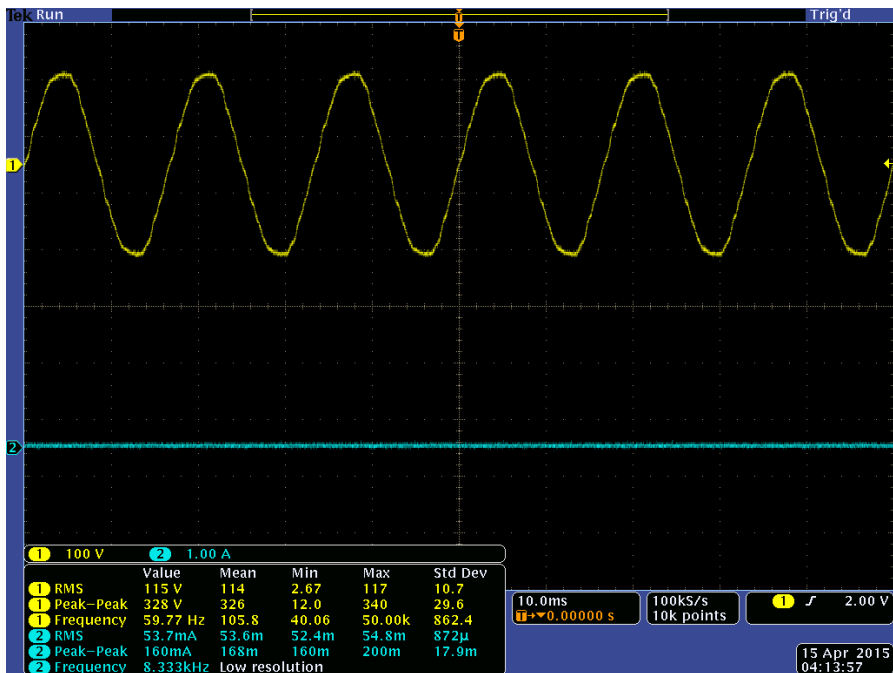 Tek Run Trig'd
T
T
1
2
1 100 V 2 1.00 A
Value Mean Min Max Std Dev
1 RMS 115 V 114 2.67 117 10.7
1 Peak-Peak 328 V 326 12.0 340 29.6
1 Frequency 59.77 Hz 105.8 40.06 50.00k 862.4
2 RMS 53.7mA 53.6m 52.4m 54.8m 872µ
2 Peak-Peak 160mA 168m 160m 200m 17.9m
2 Frequency 8.333kHz Low resolution
10.0ms
T→▼0.00000 s
100kS/s
10k points
1 2.00 V
15 Apr 2015
04:13:57